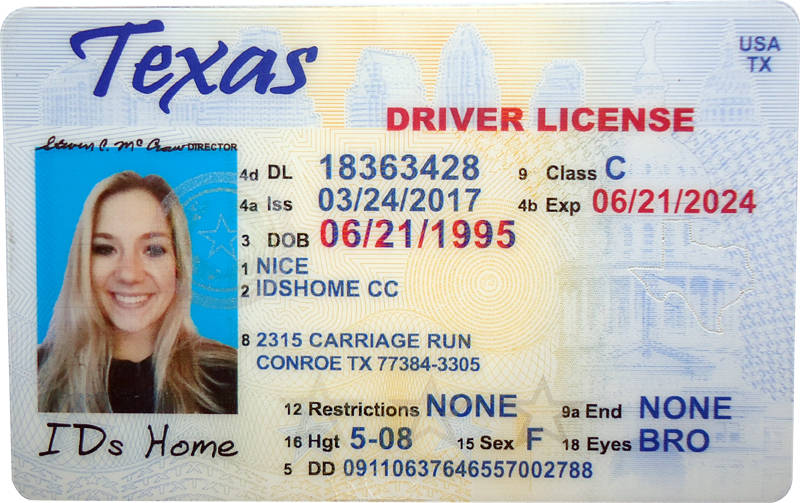 Texas
USA
TX
DRIVER LICENSE
Steven C. McCraw DIRECTOR
4d DL 18363428 9 Class C
4a Iss 03/24/2017 4b Exp 06/21/2024
3 DOB 06/21/1995
1 NICE
2 IDSHOME CC
8 2315 CARRIAGE RUN
CONROE TX 77384-3305
12 Restrictions NONE 9a End NONE
16 Hgt 5-08 15 Sex F 18 Eyes BRO
5 DD 09110637646557002788
IDs Home